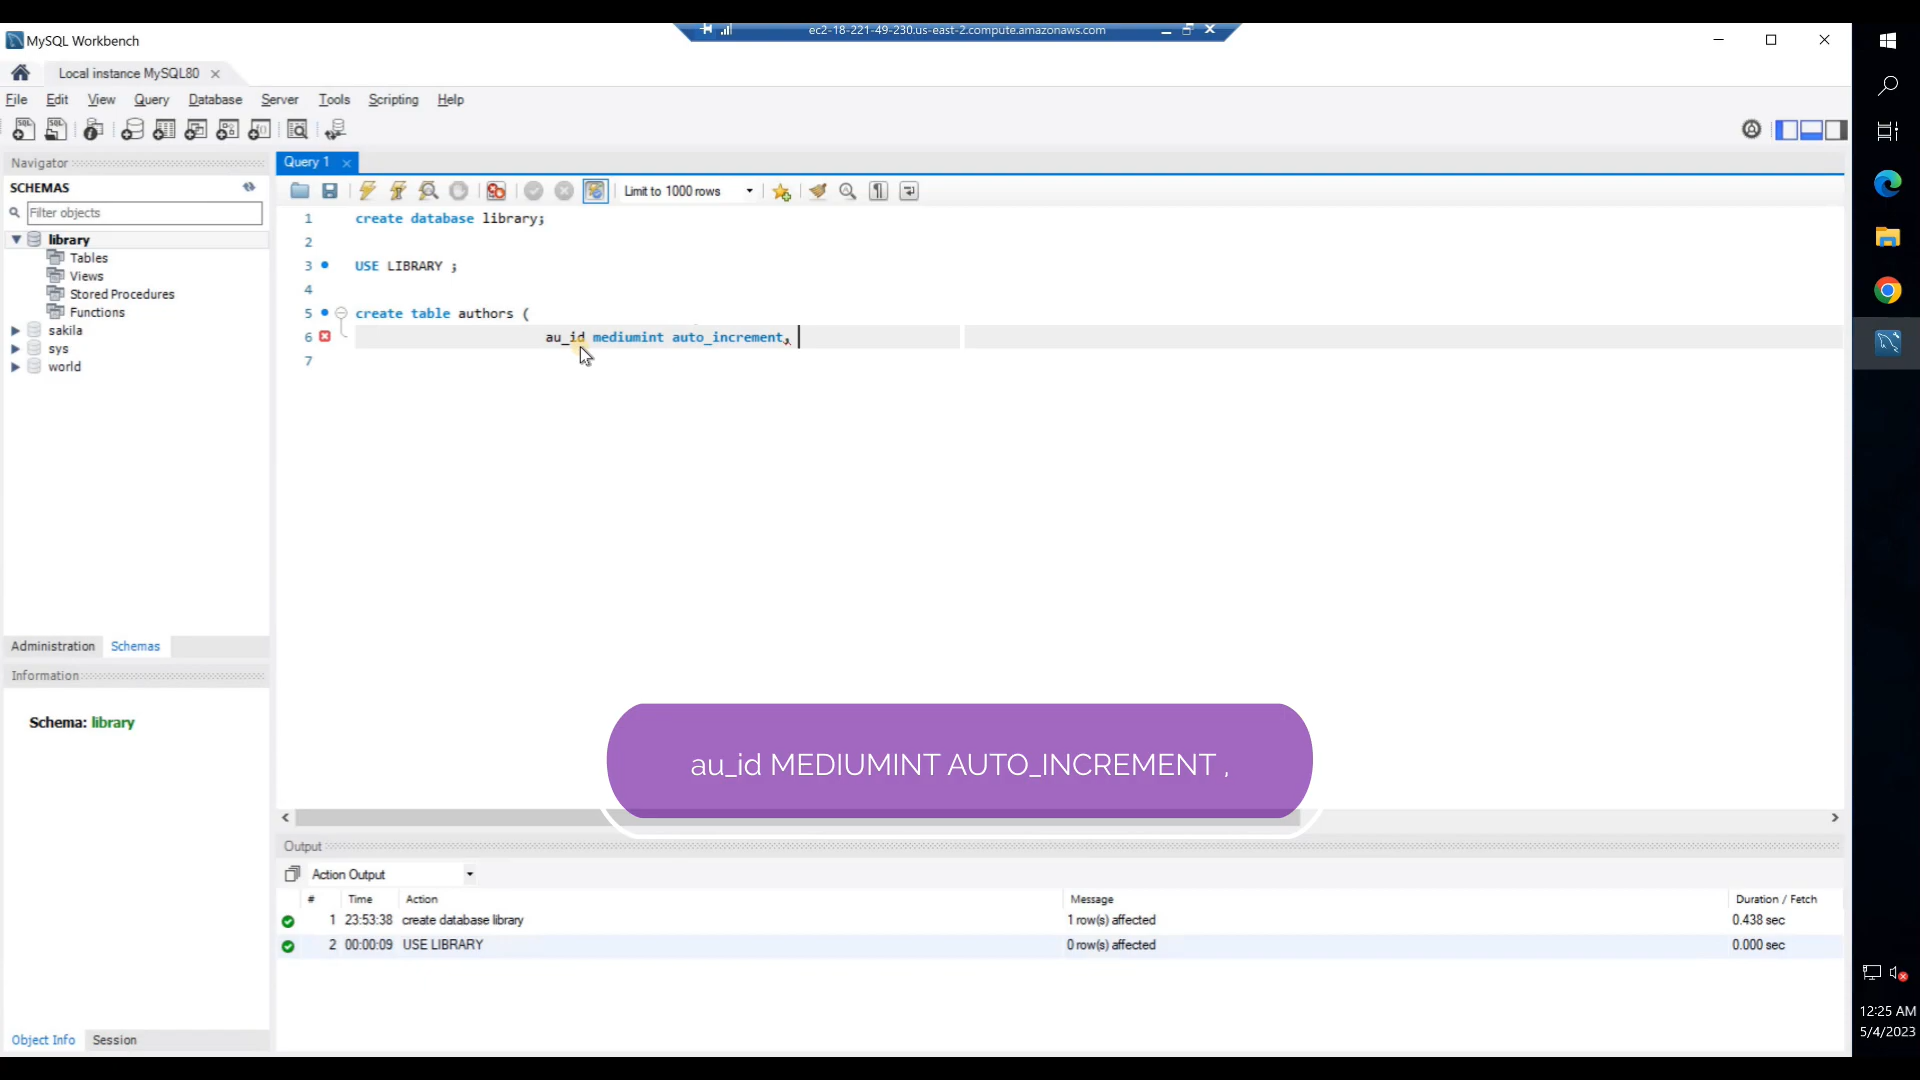 ec2-18-221-49-230.us-east-2.compute.amazonaws.com
MySQL Workbench
Local instance MySQL80
File Edit View Query Database Server Tools Scripting Help
Navigator
SCHEMAS
Filter objects
library
Tables
Views
Stored Procedures
Functions
sakila
sys
world
Administration Schemas
Information
Schema: library
Object Info Session
Query 1
Limit to 1000 rows
1 create database library;
2
3 USE LIBRARY ;
4
5 create table authors (
6 au_id mediumint auto_increment,
7
au_id MEDIUMINT AUTO_INCREMENT ,
Output
Action Output
# Time Action Message Duration / Fetch
1 23:53:38 create database library 1 row(s) affected 0.438 sec
2 00:00:09 USE LIBRARY 0 row(s) affected 0.000 sec
12:25 AM
5/4/2023